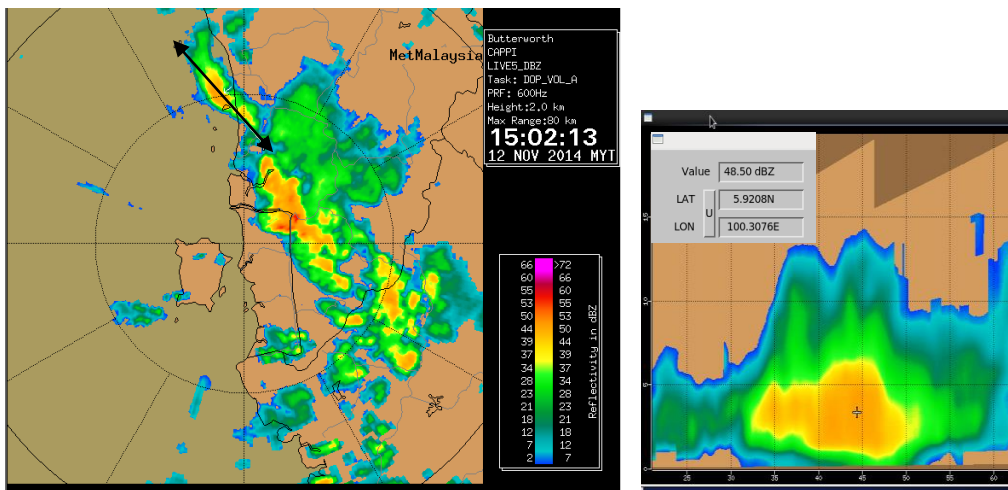 MetMalaysia
Butterworth
CAPPI
LIVE5_DBZ
Task: DOP_VOL_A
PRF: 600Hz
Height:2.0 km
Max Range:80 km
15:02:13
12 NOV 2014 MYT
66 >72
60 66
55 60
53 55
50 53
44 50
39 44
37 39
34 37
28 34
23 28
21 23
18 21
12 18
7 12
2 7
Reflectivity in dBZ
Value 48.50 dBZ
LAT 5.9208N
U
LON 100.3076E
15
10
5
0
25 30 35 40 45 50 55 60